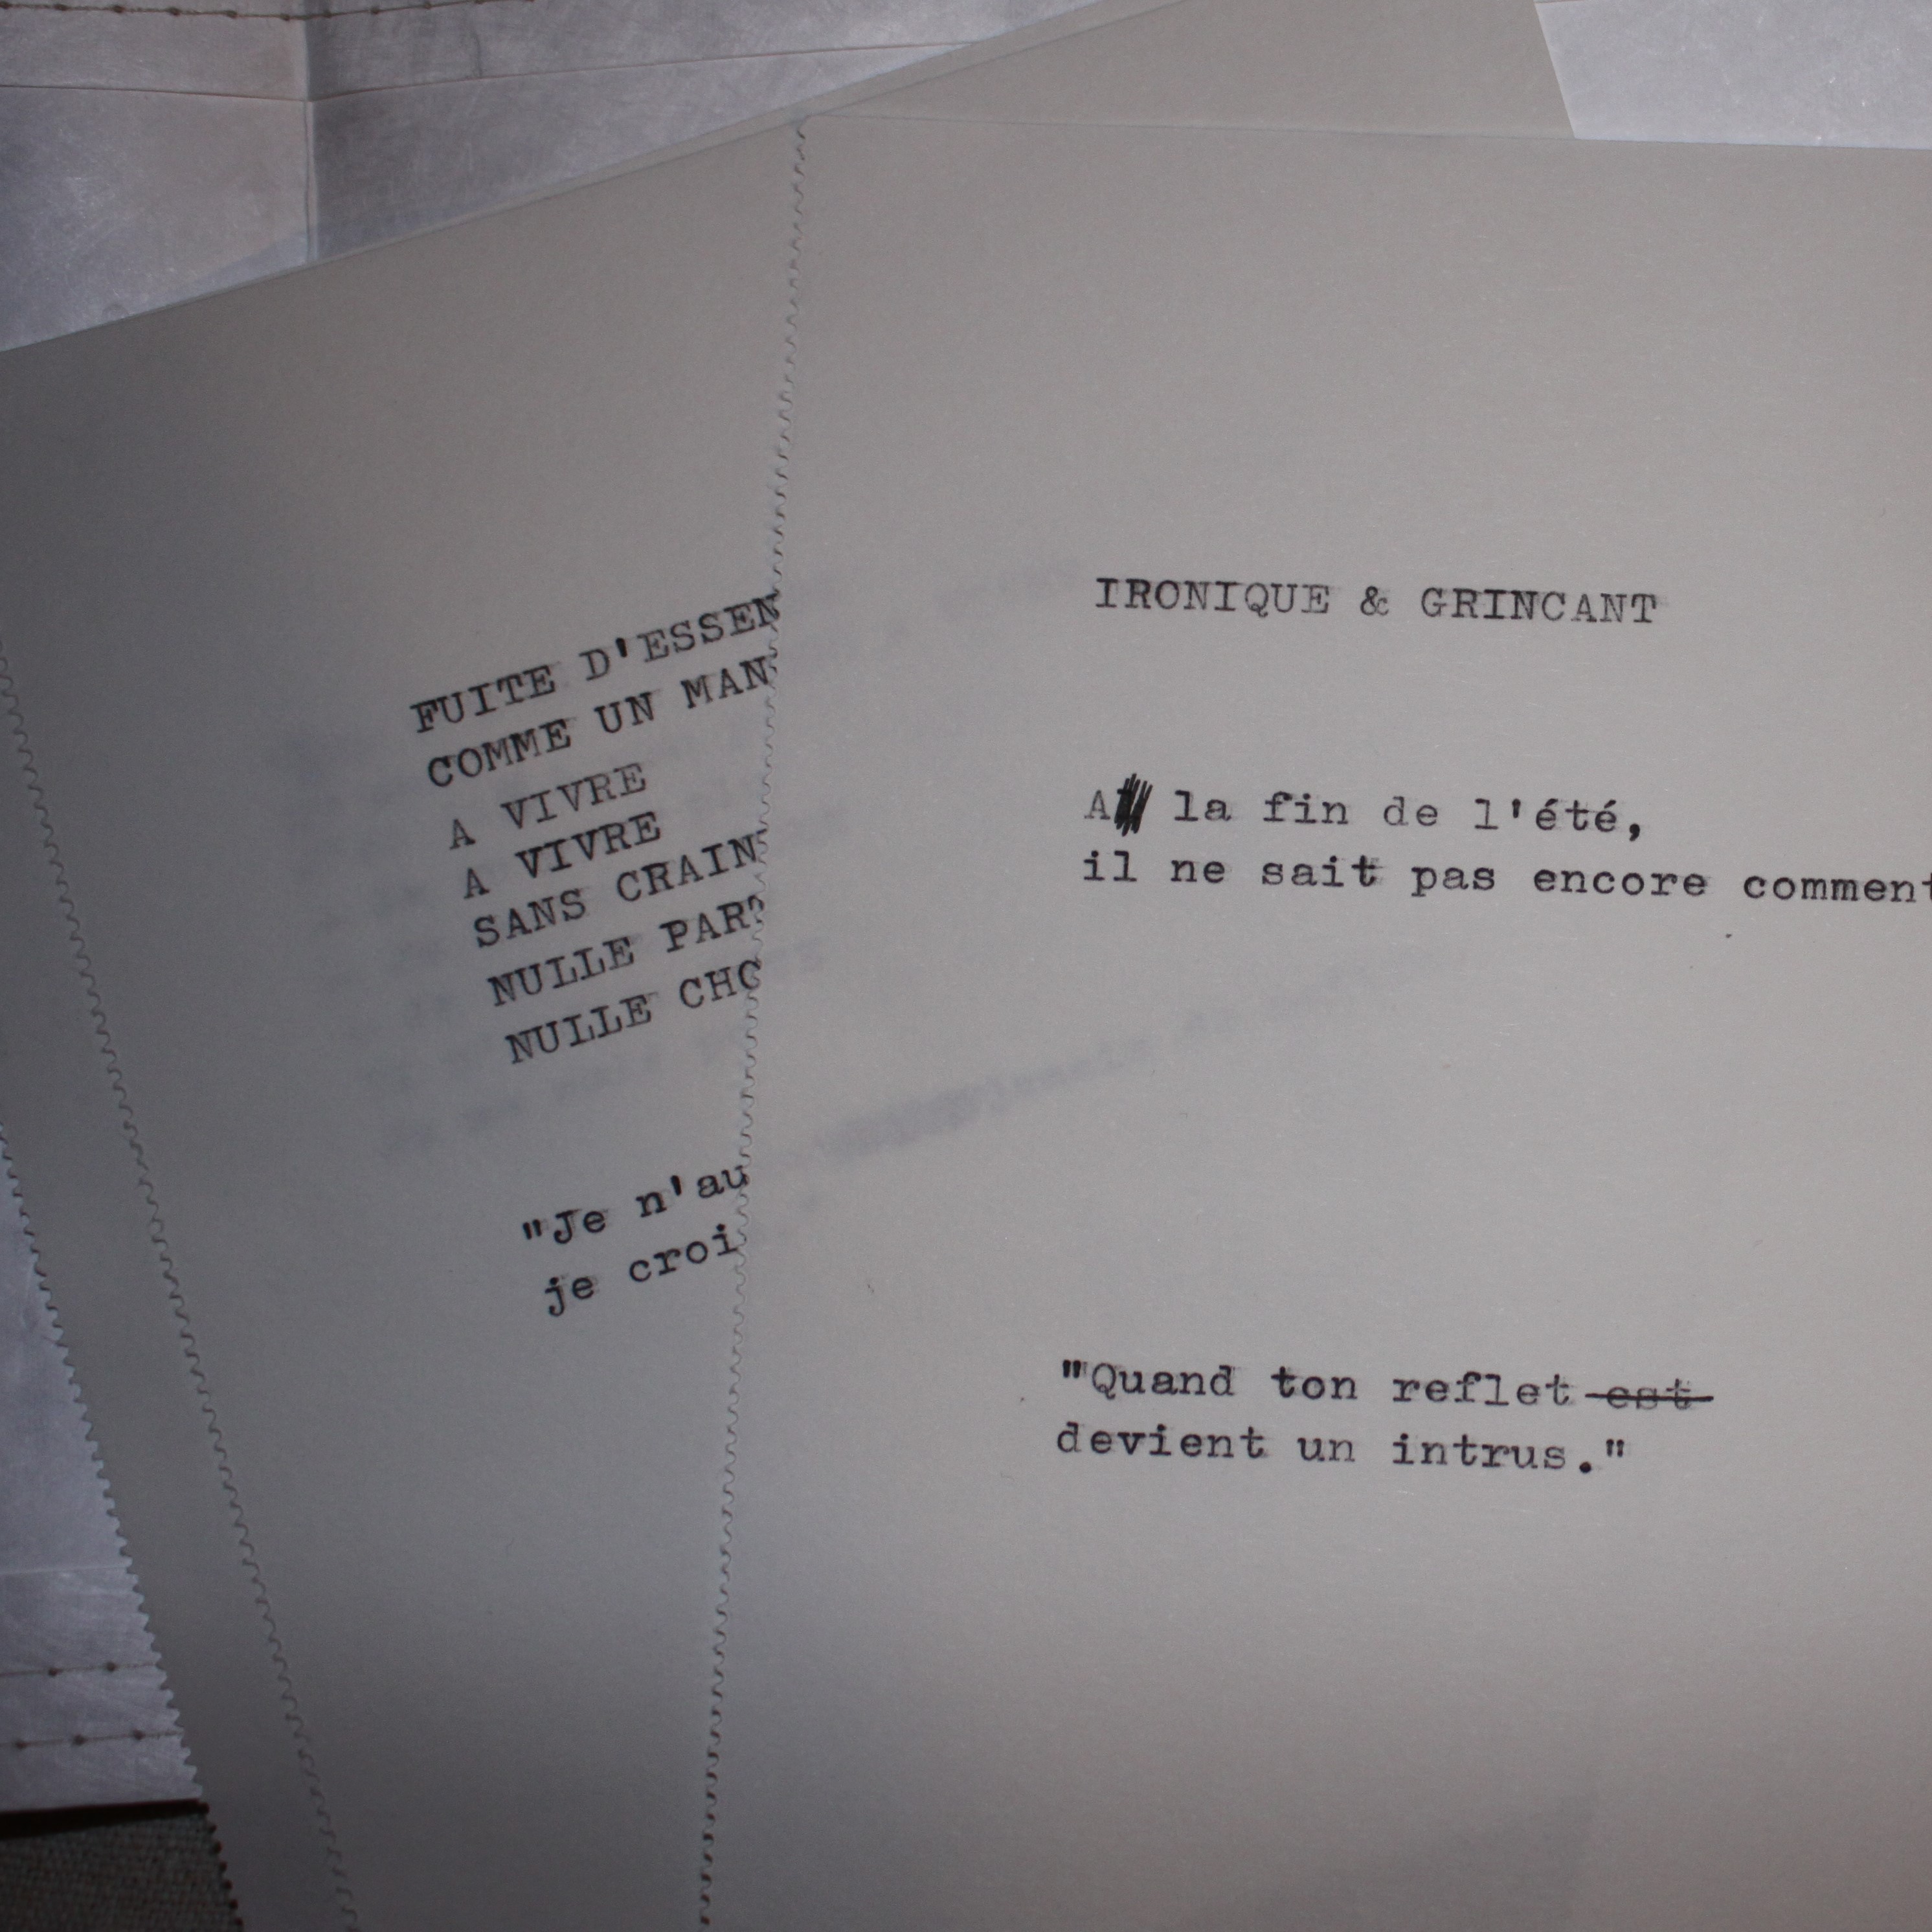 FUITE D'ESSEN
COMME UN MAN
A VIVRE
A VIVRE
SANS CRAIN
NULLE PART
NULLE CHO
"Je n'au
je croi
IRONIQUE & GRINCANT
A la fin de l'été,
il ne sait pas encore comment
"Quand ton reflet est
devient un intrus."